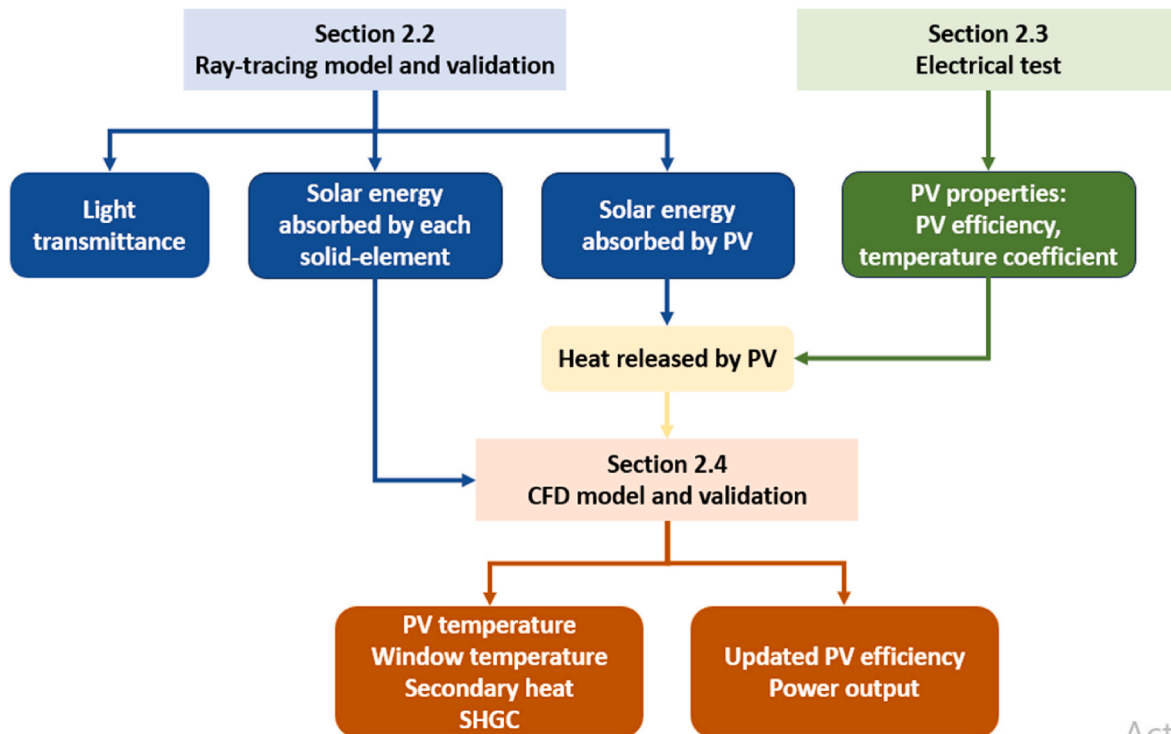 Section 2.2
Ray-tracing model and validation
Section 2.3
Electrical test
Light
transmittance
Solar energy
absorbed by each
solid-element
Solar energy
absorbed by PV
PV properties:
PV efficiency,
temperature coefficient
Heat released by PV
Section 2.4
CFD model and validation
PV temperature
Window temperature
Secondary heat
SHGC
Updated PV efficiency
Power output